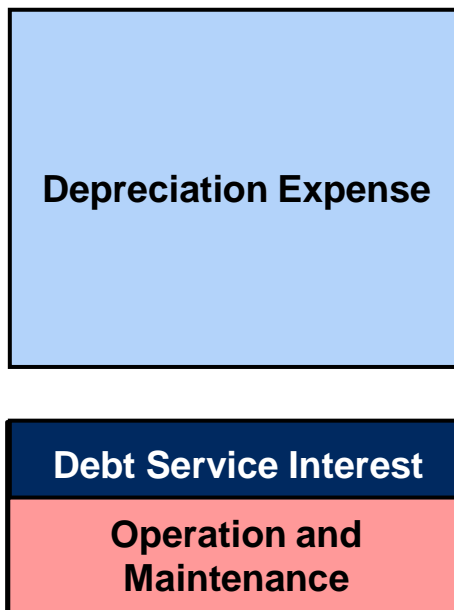 Depreciation Expense
Debt Service Interest
Operation and
Maintenance